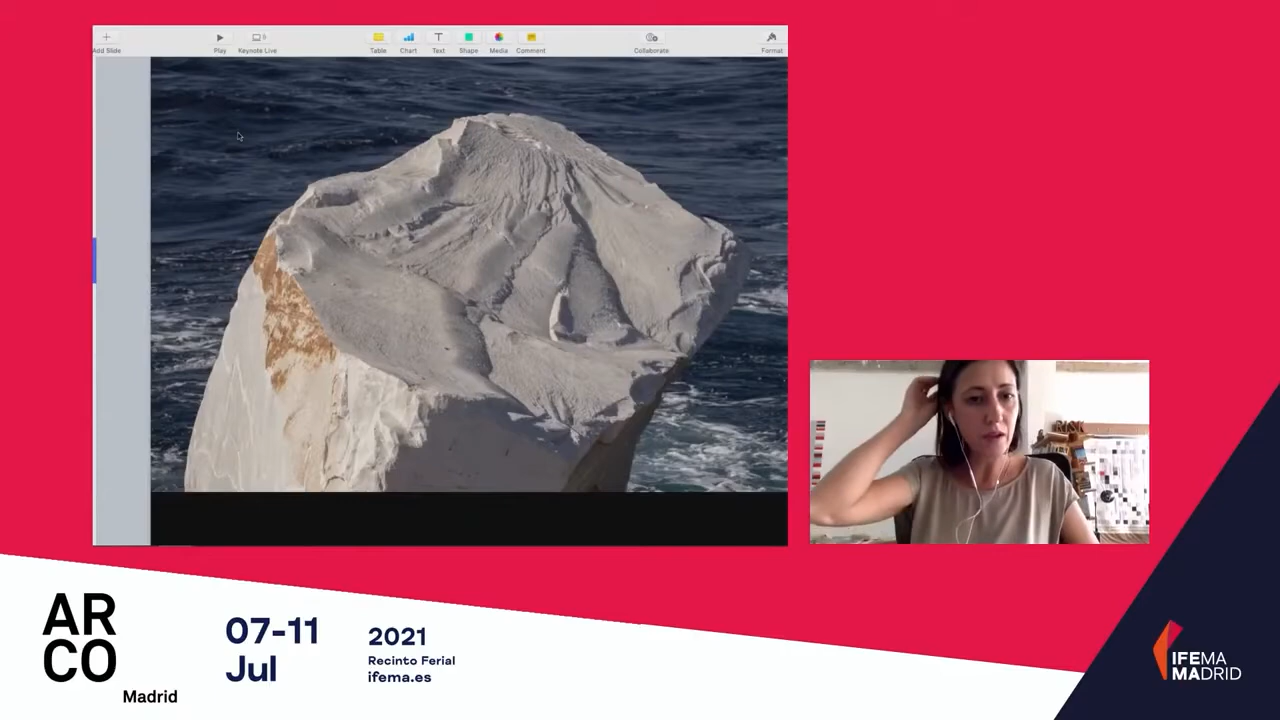 Add Slide
Play
Keynote Live
Table
Chart
Text
Shape
Media
Comment
Collaborate
Format
RISK
AR
CO
Madrid
07-11
Jul
2021
Recinto Ferial
ifema.es
IFEMA
MADRID